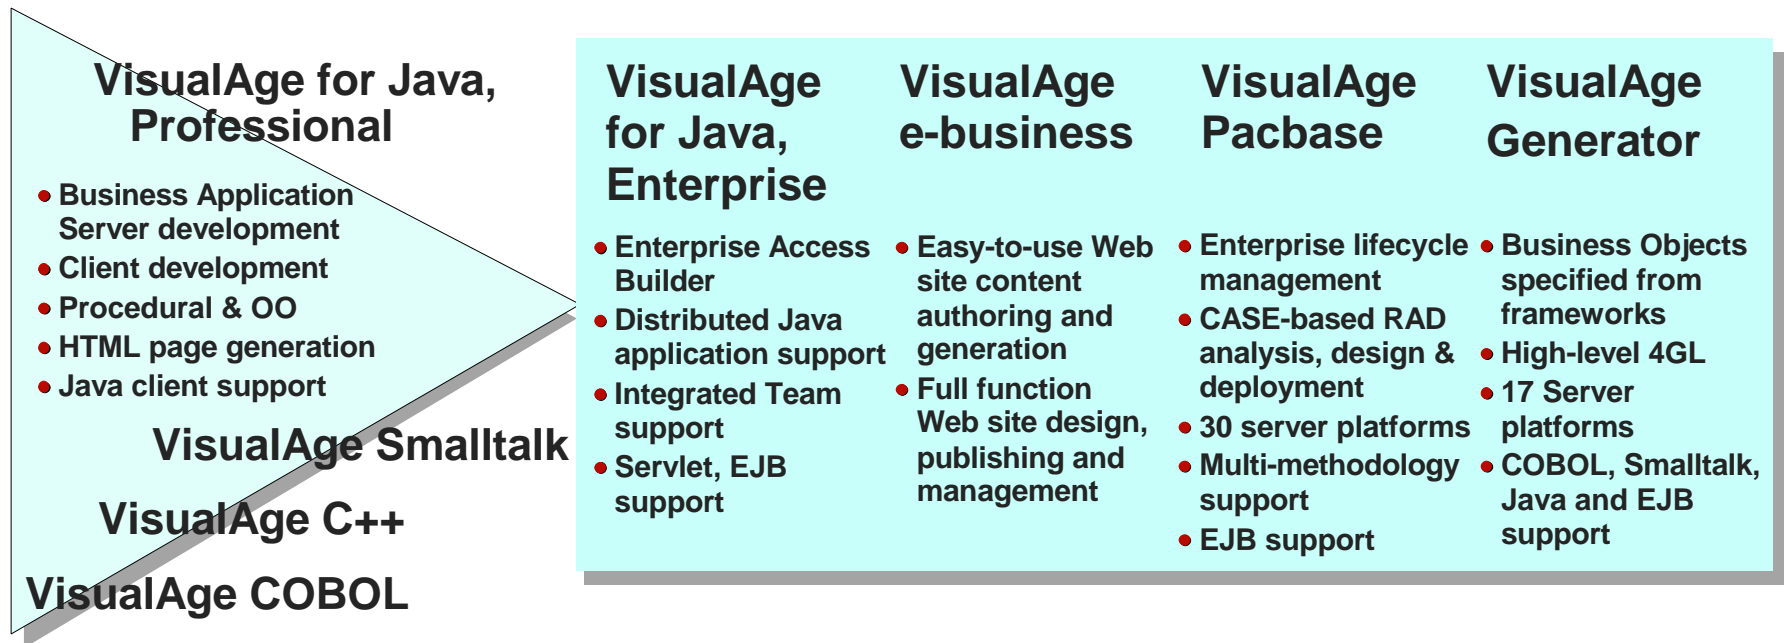 VisualAge for Java,
Professional
Business Application
Server development
Client development
Procedural & OO
HTML page generation
Java client support
VisualAge Smalltalk
VisualAge C++
VisualAge COBOL
VisualAge
for Java,
Enterprise
Enterprise Access
Builder
Distributed Java
application support
Integrated Team
support
Servlet, EJB
support
VisualAge
e-business
Easy-to-use Web
site content
authoring and
generation
Full function
Web site design,
publishing and
management
VisualAge
Pacbase
Enterprise lifecycle
management
CASE-based RAD
analysis, design &
deployment
30 server platforms
Multi-methodology
support
EJB support
VisualAge
Generator
Business Objects
specified from
frameworks
High-level 4GL
17 Server
platforms
COBOL, Smalltalk,
Java and EJB
support